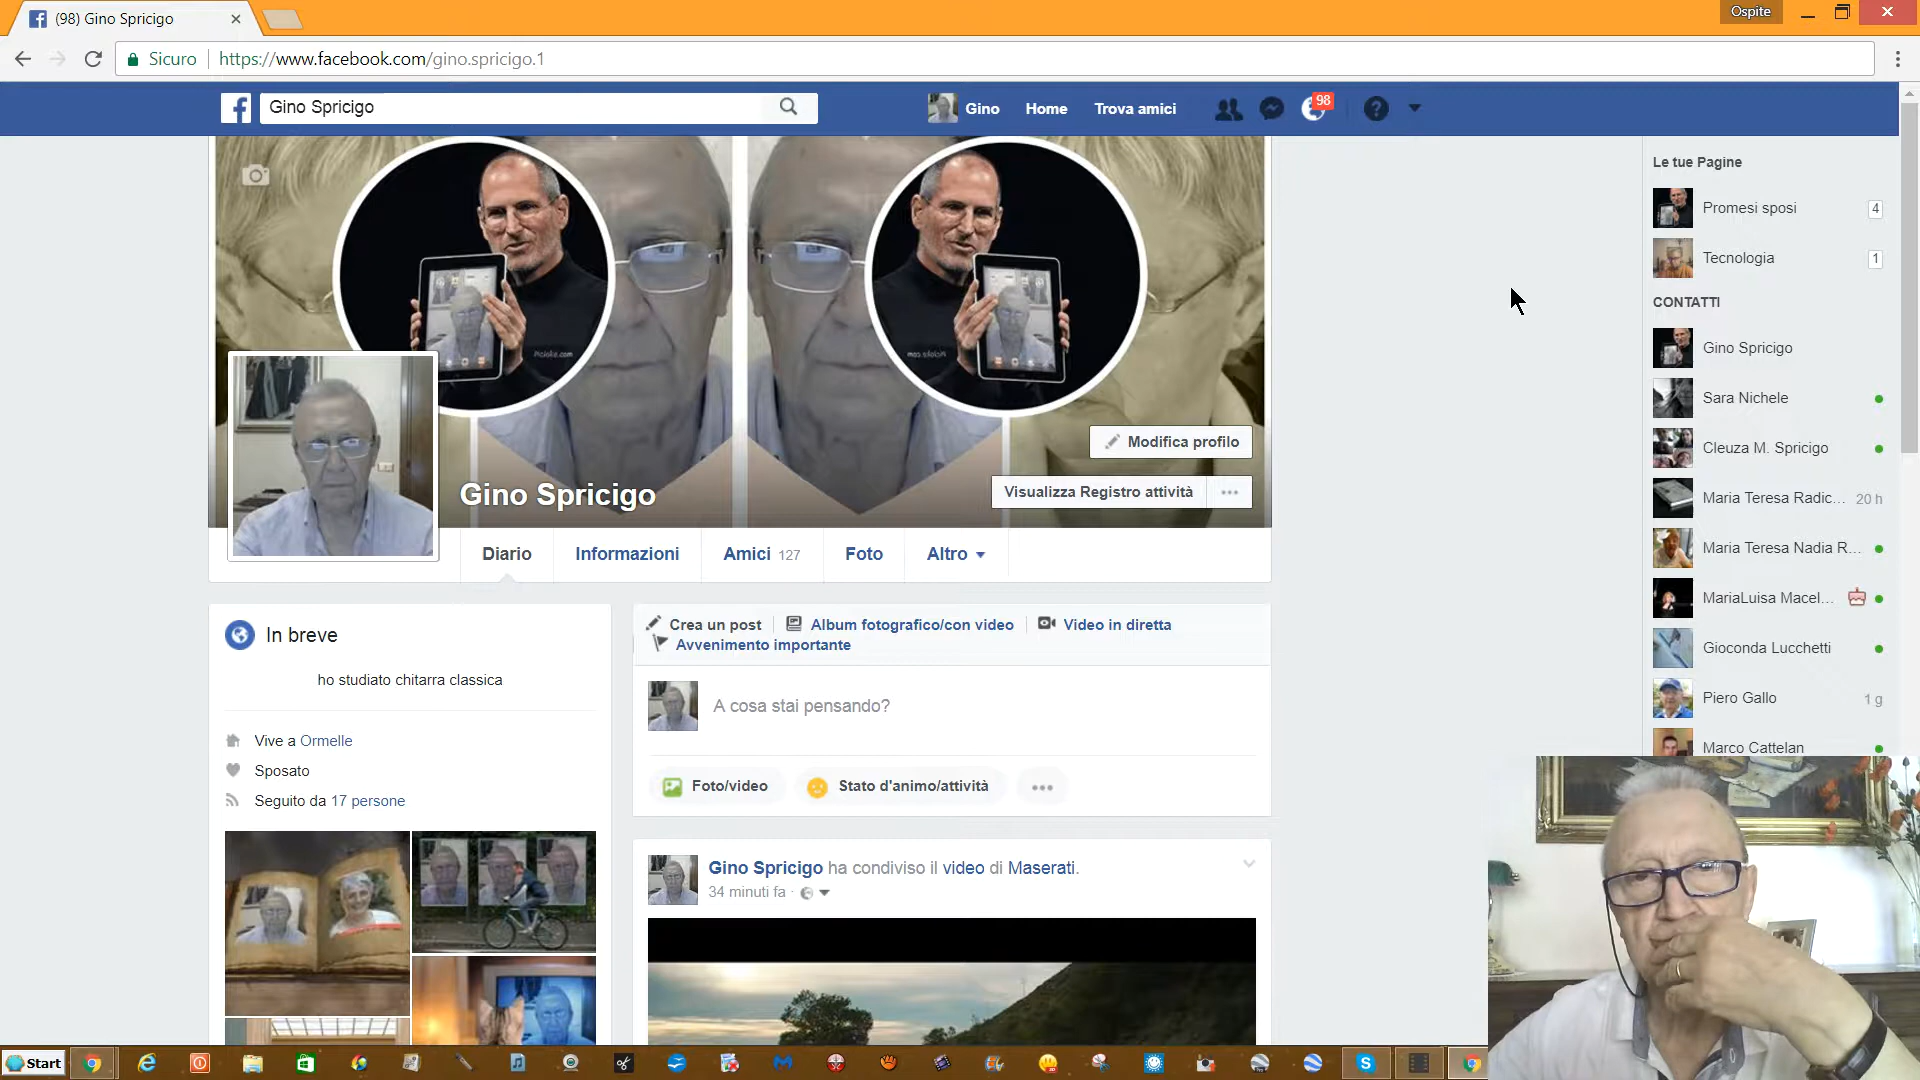 (98) Gino Spricigo
Ospite
Sicuro
https://www.facebook.com/gino.spricigo.1
Gino Spricigo
Gino
Home
Trova amici
98
Modifica profilo
Visualizza Registro attività
Gino Spricigo
Diario
Informazioni
Amici 127
Foto
Altro
In breve
ho studiato chitarra classica
Vive a Ormelle
Sposato
Seguito da 17 persone
Crea un post
Album fotografico/con video
Video in diretta
Avvenimento importante
A cosa stai pensando?
Foto/video
Stato d'animo/attività
Gino Spricigo ha condiviso il video di Maserati.
34 minuti fa ·
Le tue Pagine
Promesi sposi 4
Tecnologia 1
CONTATTI
Gino Spricigo
Sara Nichele
Cleuza M. Spricigo
Maria Teresa Radic... 20 h
Maria Teresa Nadia R...
MariaLuisa Macel...
Gioconda Lucchetti
Piero Gallo 1 g
Marco Cattelan
Start